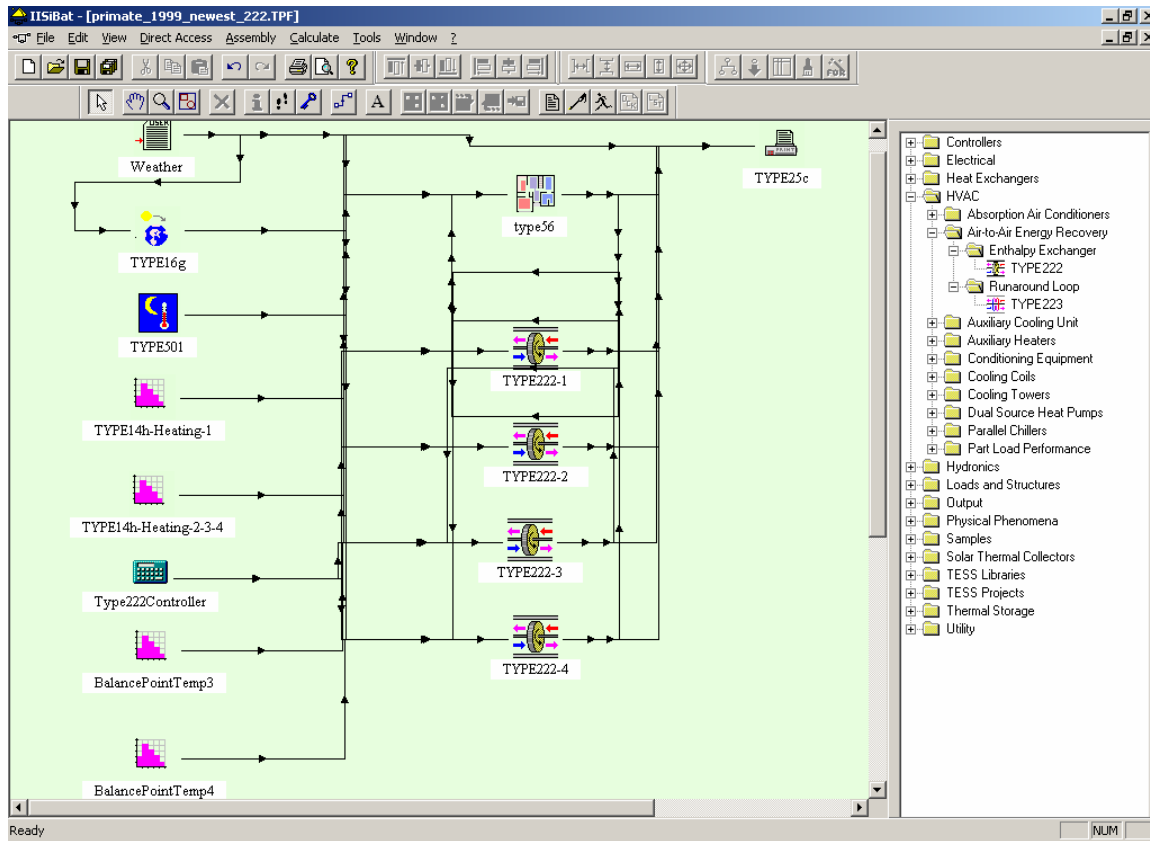 IISiBat - [primate_1999_newest_222.TPF]
File Edit View Direct Access Assembly Calculate Tools Window ?
FOR
A
USER
Weather
PRINT
TYPE25c
type56
TYPE16g
TYPE501
TYPE222-1
TYPE14h-Heating-1
TYPE222-2
TYPE14h-Heating-2-3-4
TYPE222-3
Type222Controller
TYPE222-4
BalancePointTemp3
BalancePointTemp4
Controllers
Electrical
Heat Exchangers
HVAC
Absorption Air Conditioners
Air-to-Air Energy Recovery
Enthalpy Exchanger
TYPE222
Runaround Loop
TYPE223
Auxiliary Cooling Unit
Auxiliary Heaters
Conditioning Equipment
Cooling Coils
Cooling Towers
Dual Source Heat Pumps
Parallel Chillers
Part Load Performance
Hydronics
Loads and Structures
Output
Physical Phenomena
Samples
Solar Thermal Collectors
TESS Libraries
TESS Projects
Thermal Storage
Utility
Ready
NUM